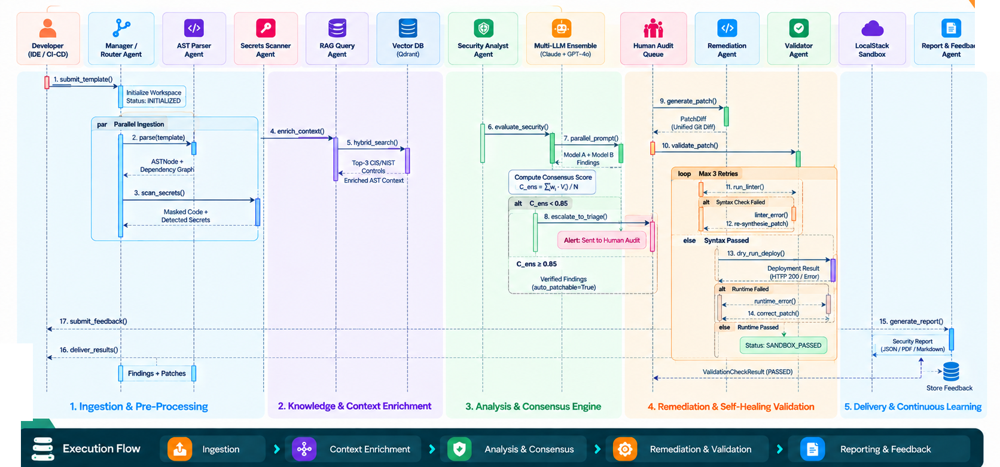 Developer
(IDE / CI-CD)
Manager /
Router Agent
AST Parser
Agent
Secrets Scanner
Agent
RAG Query
Agent
Vector DB
(Qdrant)
Security Analyst
Agent
Multi-LLM Ensemble
(Claude + GPT-4o)
Human Audit
Queue
Remediation
Agent
Validator
Agent
LocalStack
Sandbox
Report & Feedbac
Agent
1. submit_template()
Initialize Workspace
Status: INITIALIZED
par Parallel Ingestion
2. parse(template)
ASTNode +
Dependency Graph
3. scan_secrets()
Masked Code +
Detected Secrets
4. enrich_context()
5. hybrid_search()
Top-3 CIS/NIST
Controls
Enriched AST Context
6. evaluate_security()
7. parallel_prompt()
Model A + Model B
Findings
Compute Consensus Score
C_ens = ∑wᵢ · Vᵢ) / N
alt C_ens < 0.85
8. escalate_to_triage()
Alert: Sent to Human Audit
C_ens ≥ 0.85
Verified Findings
(auto_patchable=True)
9. generate_patch()
PatchDiff
(Unified Git Diff)
10. validate_patch()
loop Max 3 Retries
11. run_linter()
alt Syntax Check Failed
linter_error()
12. re-synthesie_patch)
else Syntax Passed
13. dry_run_deploy()
Deployment Result
(HTFP 200 / Error)
alt Runtime Failed
runtime_error()
14. correct_patch()
else Runtime Passed
Status: SANDBOX_PASSED
15. generate_report()
Security Report
(JSON / PDF / Markdown)
17. submit_feedback()
16. deliver_results()
Findings + Patches
ValidationCheckResult (PASSED)
Store Feedback
1. Ingestion & Pre-Processing
2. Knowledge & Context Enrichment
3. Analysis & Consensus Engine
4. Remediation & Self-Healing Validation
5. Delivery & Continuous Learning
Execution Flow
Ingestion
Context Enrichment
Analysis & Consensus
Remediation & Validation
Reporting & Feedback